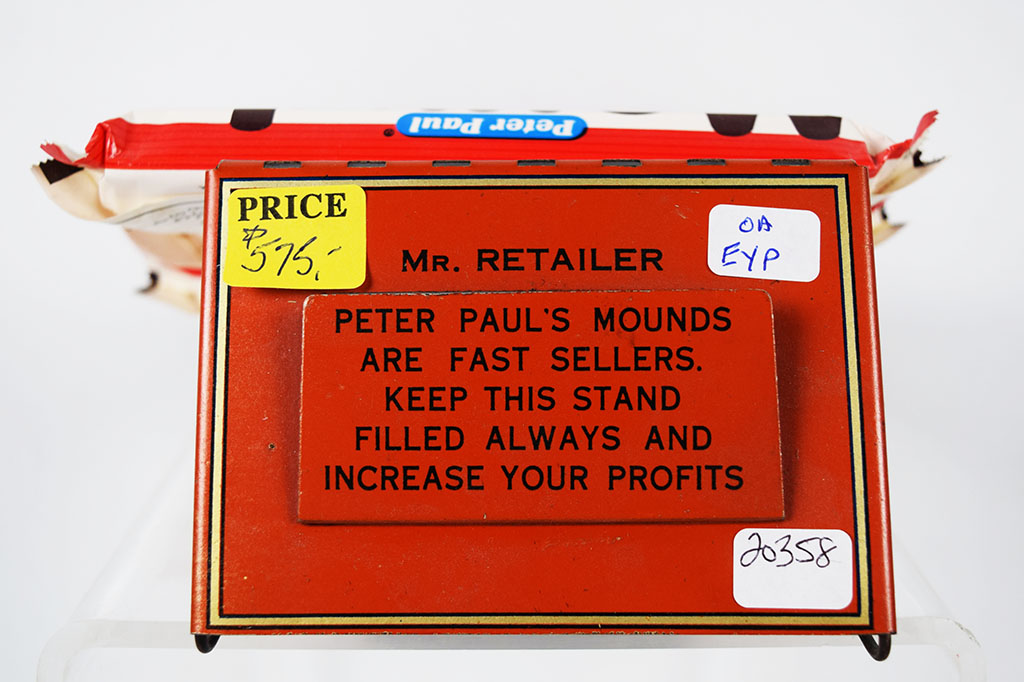 Peter Paul
PRICE
$575,-
OA
EYP
MR. RETAILER
PETER PAUL'S MOUNDS
ARE FAST SELLERS.
KEEP THIS STAND
FILLED ALWAYS AND
INCREASE YOUR PROFITS
20358